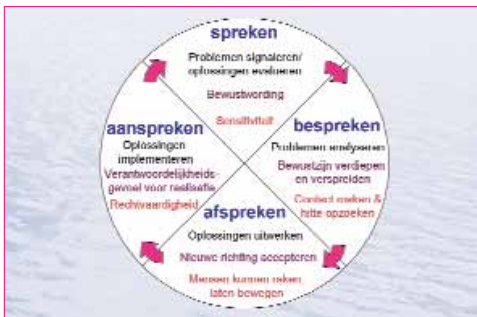 spreken
Problemen signaleren/
oplossingen evalueren
Bewustwording
Sensitiviteit
bespreken
Problemen analyseren
Bewustzijn verdiepen
en verspreiden
Contact maken &
hitte opzoeken
afspreken
Oplossingen uitwerken
Nieuwe richting accepteren
Mensen kunnen raken,
laten bewegen
aanspreken
Oplossingen
implementeren
Verantwoordelijkheids-
gevoel voor realisatie
Rechtvaardigheid